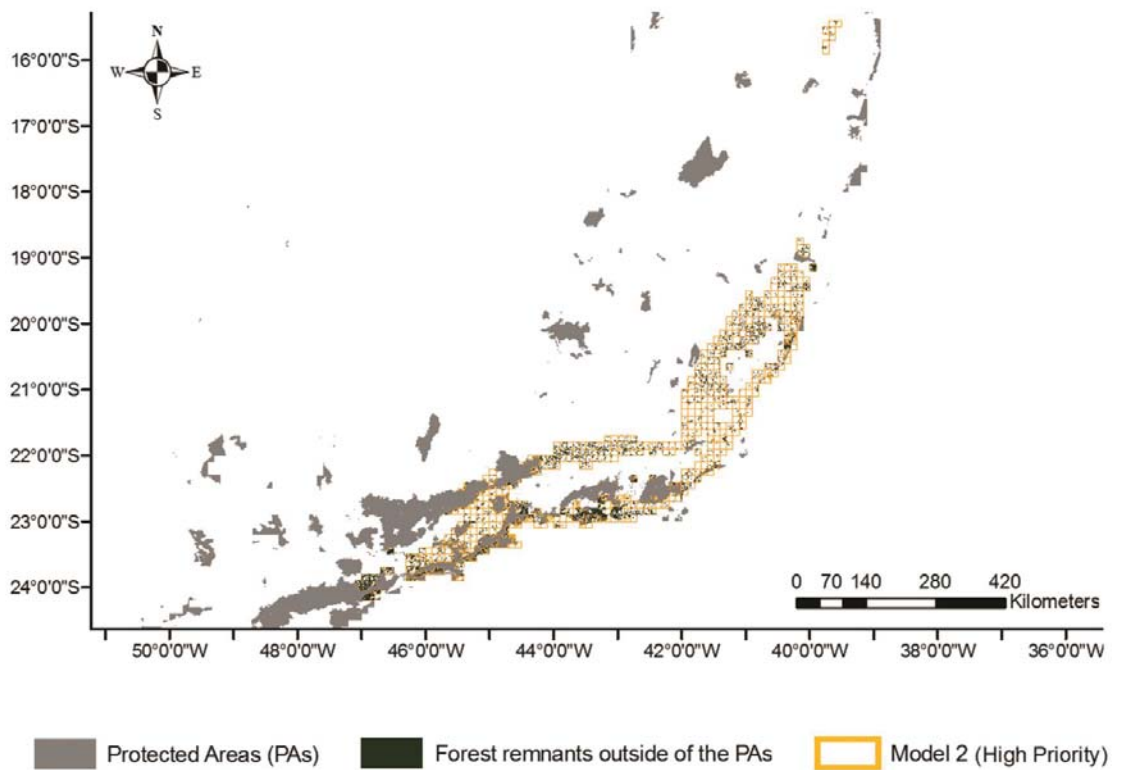 N
W E
S
16°0'0"S
17°0'0"S
18°0'0"S
19°0'0"S
20°0'0"S
21°0'0"S
22°0'0"S
23°0'0"S
24°0'0"S
0 70 140 280 420
Kilometers
50°0'0"W 48°0'0"W 46°0'0"W 44°0'0"W 42°0'0"W 40°0'0"W 38°0'0"W 36°0'0"W
Protected Areas (PAs) Forest remnants outside of the PAs Model 2 (High Priority)